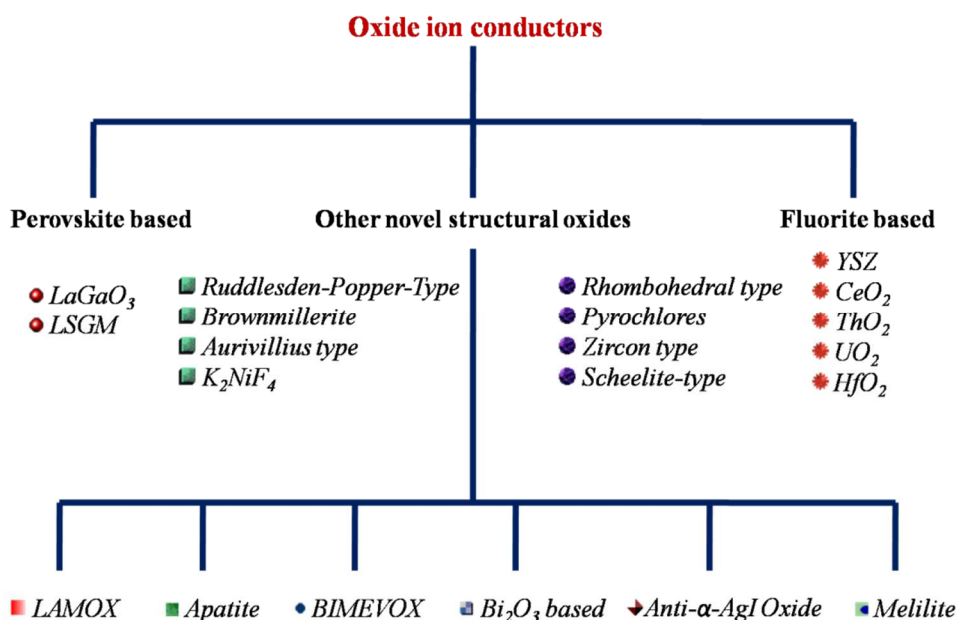 Oxide ion conductors
Perovskite based
Other novel structural oxides
Fluorite based
LaGaO₃
LSGM
Ruddlesden-Popper-Type
Brownmillerite
Aurivillius type
K₂NiF₄
Rhombohedral type
Pyrochlores
Zircon type
Scheelite-type
YSZ
CeO₂
ThO₂
UO₂
HfO₂
LAMOX
Apatite
BIMEVOX
Bi₂O₃ based
Anti-α-AgI Oxide
Melilite